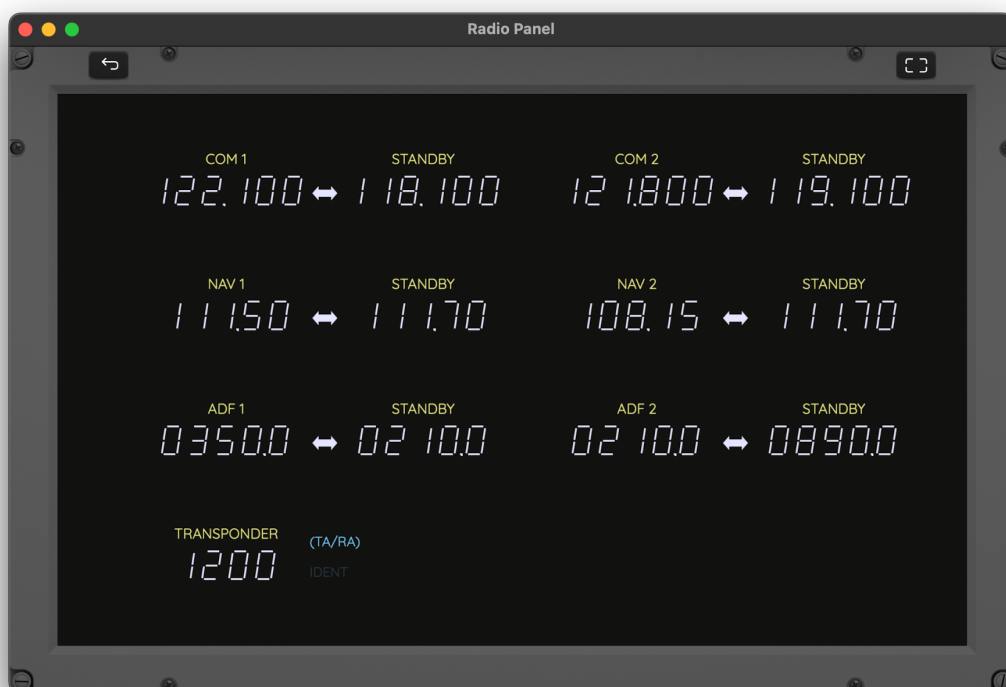 Radio Panel
COM 1 STANDBY COM 2 STANDBY
122.100 118.100 121.800 119.100
NAV 1 STANDBY NAV 2 STANDBY
111.50 111.70 108.15 111.70
ADF 1 STANDBY ADF 2 STANDBY
0350.0 0210.0 0210.0 0890.0
TRANSPONDER (TA/RA)
1200 IDENT